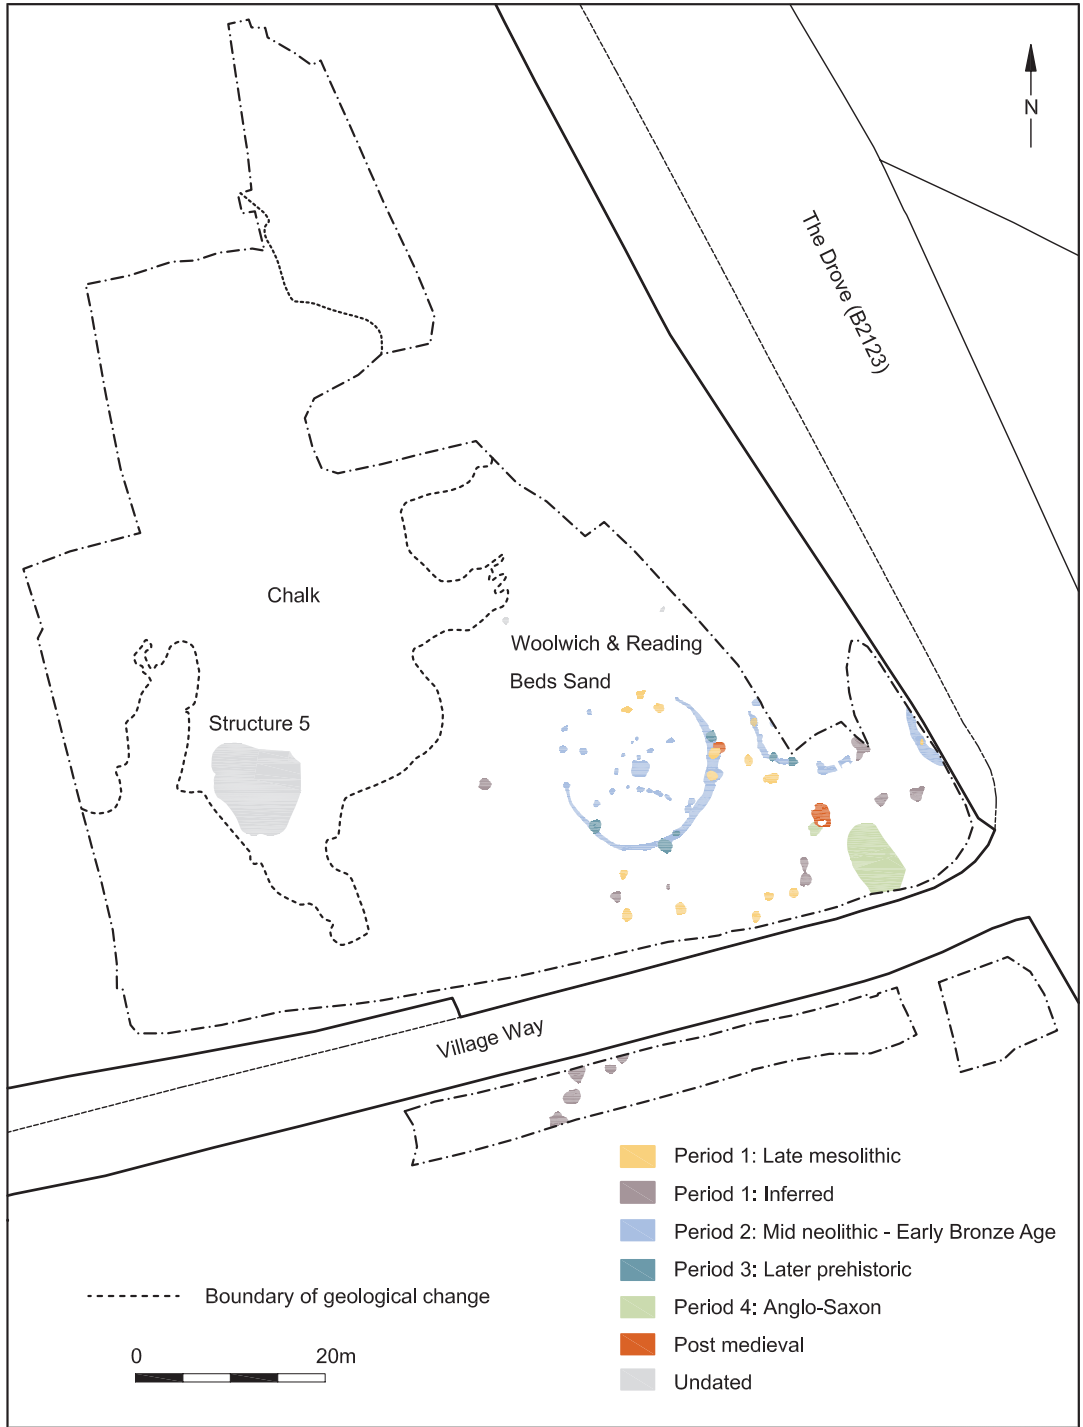 N
The Drove (B2123)
Chalk
Woolwich & Reading
Beds Sand
Structure 5
Village Way
Period 1: Late mesolithic
Period 1: Inferred
Period 2: Mid neolithic - Early Bronze Age
Period 3: Later prehistoric
Period 4: Anglo-Saxon
Post medieval
Undated
Boundary of geological change
0 20m